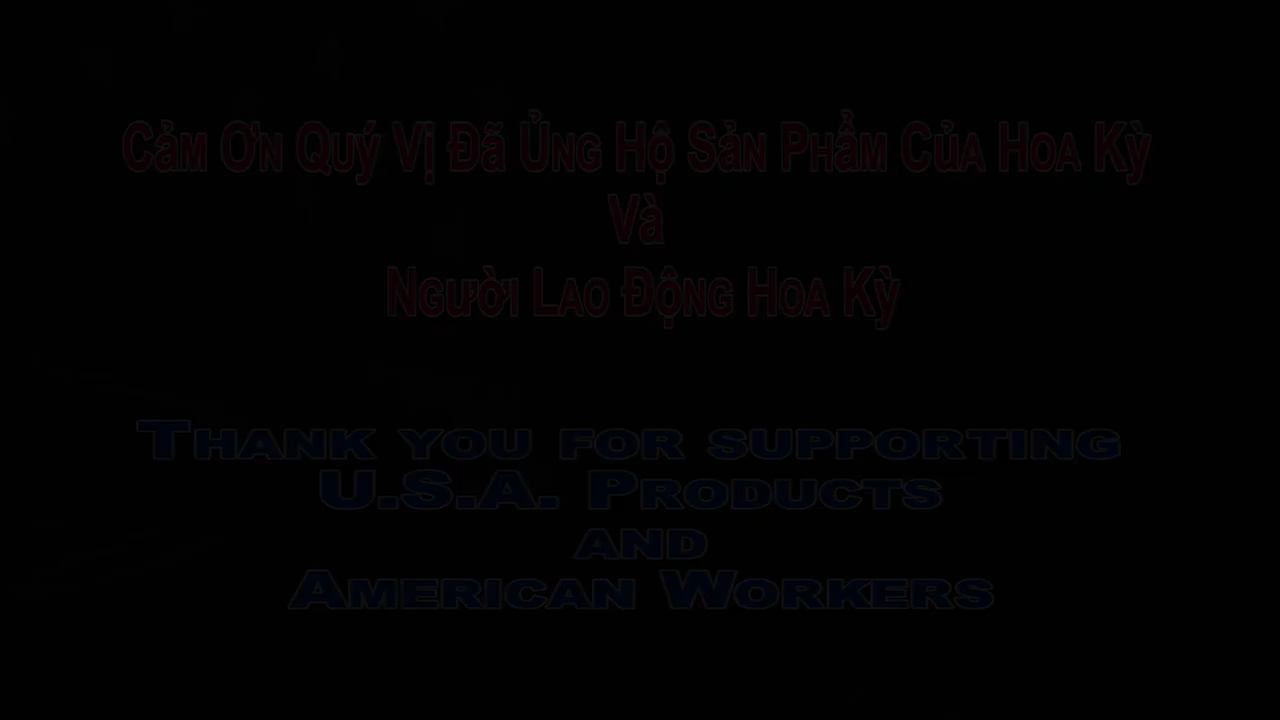 Cảm Ơn Quý Vị Đã Ủng Hộ Sản Phẩm Của Hoa Kỳ
Và
Người Lao Động Hoa Kỳ
Thank you for supporting
U.S.A. Products
and
American Workers